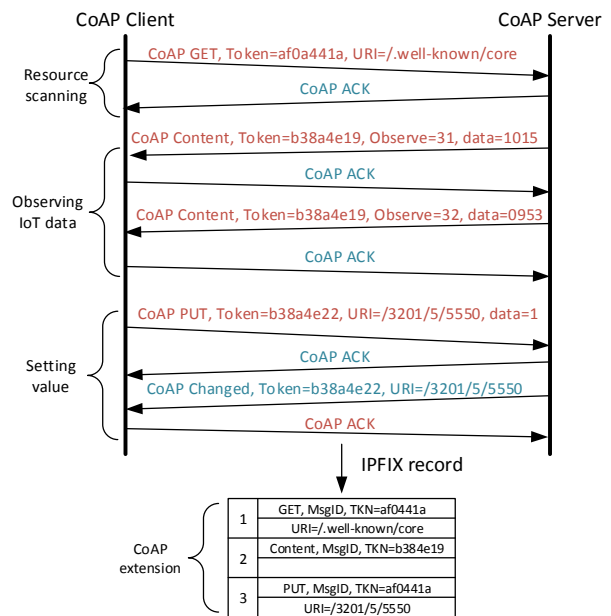 CoAP Client
CoAP Server
CoAP GET, Token=af0a441a, URI=/.well-known/core
Resource
scanning
CoAP ACK
CoAP Content, Token=b38a4e19, Observe=31, data=1015
CoAP ACK
Observing
IoT data
CoAP Content, Token=b38a4e19, Observe=32, data=0953
CoAP ACK
CoAP PUT, Token=b38a4e22, URI=/3201/5/5550, data=1
Setting
value
CoAP ACK
CoAP Changed, Token=b38a4e22, URI=/3201/5/5550
CoAP ACK
IPFIX record
CoAP
extension
1
GET, MsgID, TKN=af0441a
URI=/.well-known/core
2
Content, MsgID, TKN=b384e19
3
PUT, MsgID, TKN=af0441a
URI=/3201/5/5550